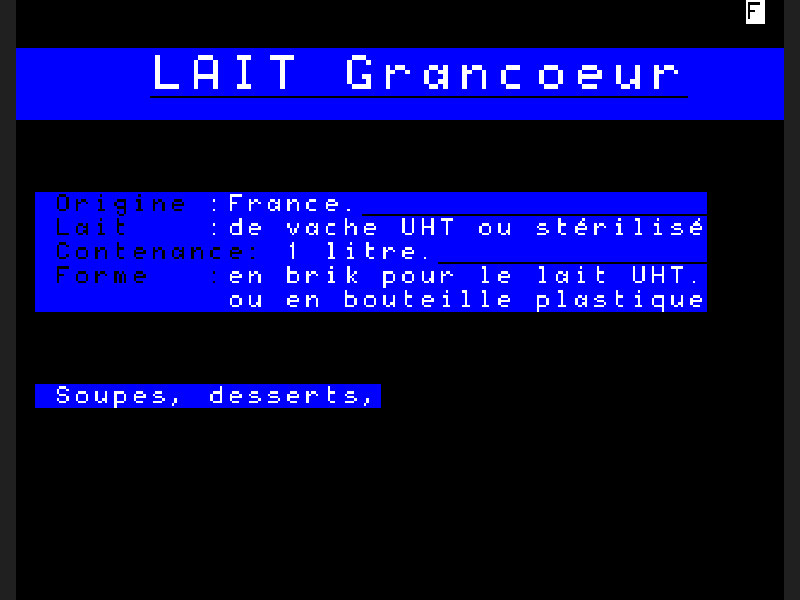 F
LAIT Grancoeur
Origine :France.
Lait :de vache UHT ou stérilisé
Contenance: 1 litre.
Forme :en brik pour le lait UHT.
ou en bouteille plastique
Soupes, desserts,